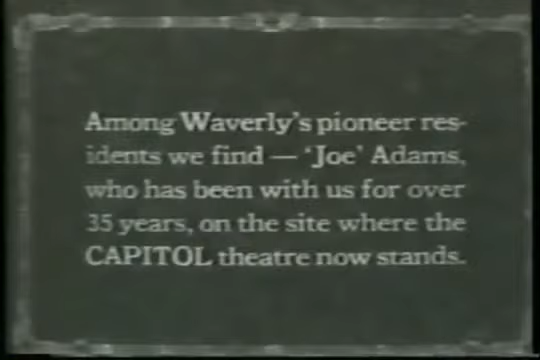 Among Waverly's pioneer res-
idents we find — 'Joe' Adams,
who has been with us for over
35 years, on the site where the
CAPITOL theatre now stands.